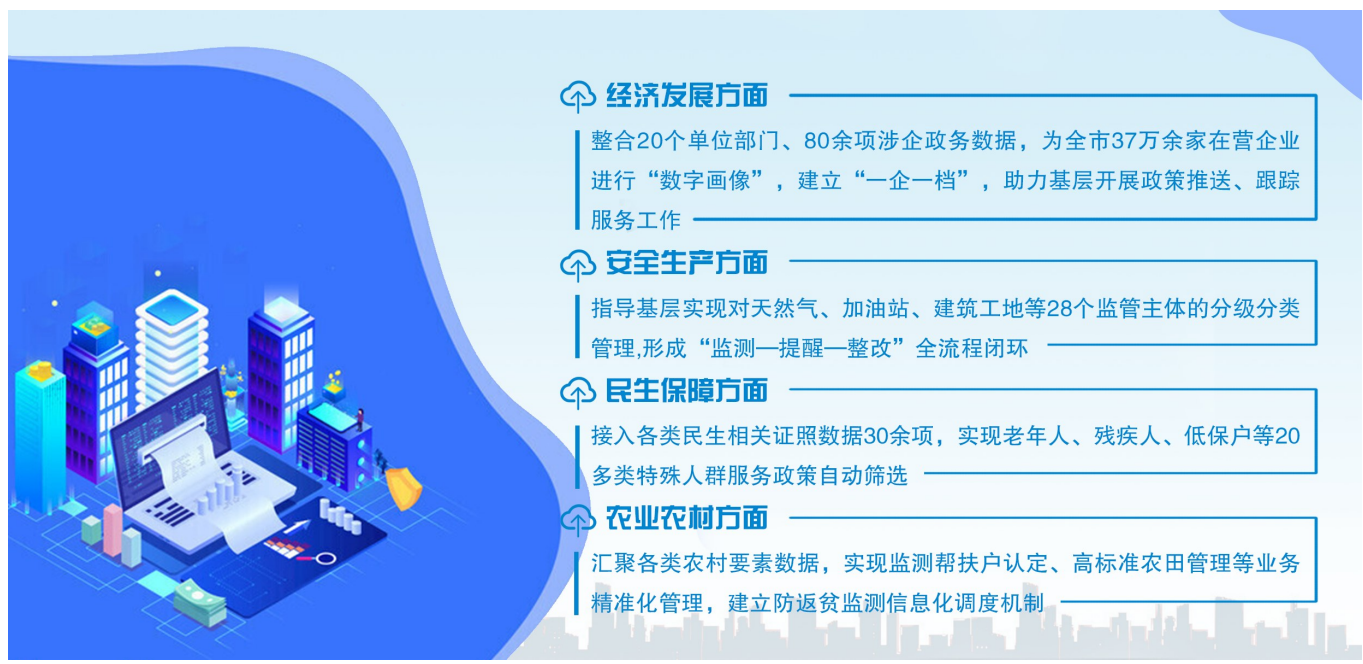 经济发展方面
整合20个单位部门、80余项涉企政务数据，为全市37万余家在营企业
进行“数字画像”，建立“一企一档”，助力基层开展政策推送、跟踪
服务工作
安全生产方面
指导基层实现对天然气、加油站、建筑工地等28个监管主体的分级分类
管理,形成“监测—提醒—整改”全流程闭环
民生保障方面
接入各类民生相关证照数据30余项，实现老年人、残疾人、低保户等20
多类特殊人群服务政策自动筛选
农业农村方面
汇聚各类农村要素数据，实现监测帮扶户认定、高标准农田管理等业务
精准化管理，建立防返贫监测信息化调度机制